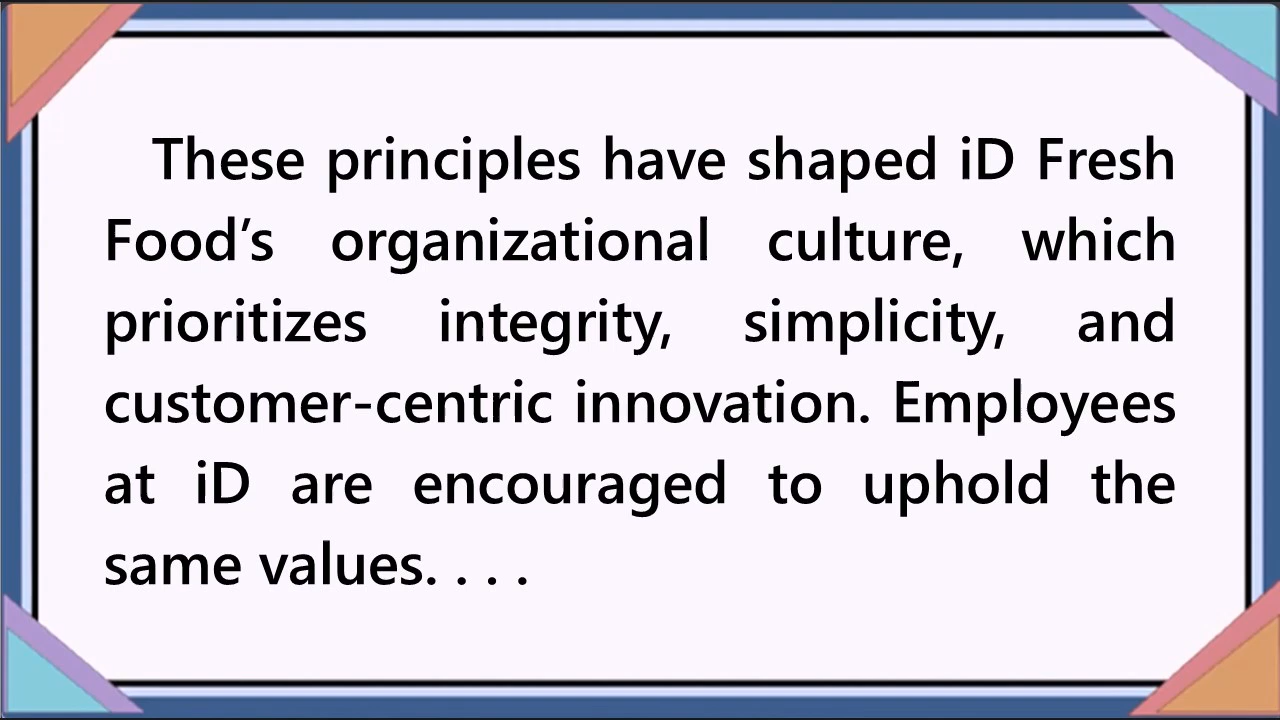 These principles have shaped iD Fresh
Food’s organizational culture, which
prioritizes integrity, simplicity, and
customer-centric innovation. Employees
at iD are encouraged to uphold the
same values. . . .